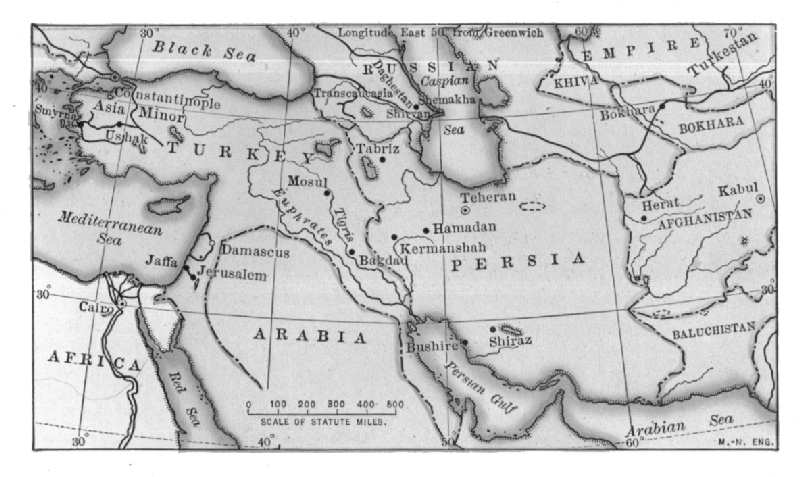 30°
Longitude East 50° from Greenwich
60°
70°
Black Sea
RUSSIAN
EMPIRE
Turkestan
Daghestan
Caspian
Sea
KHIVA
40°
40°
Constantinople
Transcaucasia
Shemakha
Shirvan
Bokhara
BOKHARA
Smyrna
Asia Minor
Ushak
TURKEY
Tabriz
Mosul
Teheran
Herat
Kabul
AFGHANISTAN
Mediterranean
Sea
Euphrates
Tigris
Hamadan
Kermanshah
Damascus
Bagdad
PERSIA
Jaffa
Jerusalem
30°
30°
Cairo
ARABIA
Bushire
Shiraz
BALUCHISTAN
AFRICA
Red Sea
Persian Gulf
0 100 200 300 400 500
SCALE OF STATUTE MILES.
Arabian Sea
30°
40°
50°
60°
M.-N. ENG.